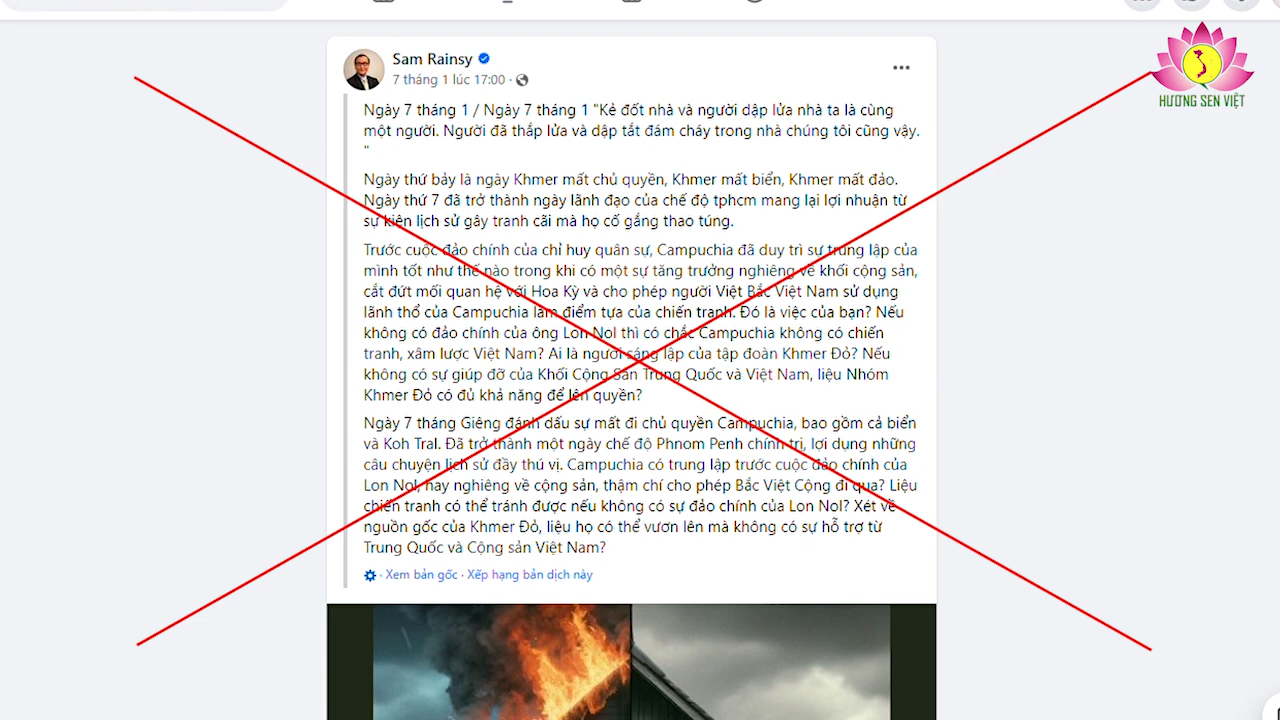 Sam Rainsy
7 tháng 1 lúc 17:00 ·
HƯƠNG SEN VIỆT
Ngày 7 tháng 1 / Ngày 7 tháng 1 "Kẻ đốt nhà và người dập lửa nhà ta là cùng
một người. Người đã thắp lửa và dập tắt đám cháy trong nhà chúng tôi cũng vậy.
"
Ngày thứ bảy là ngày Khmer mất chủ quyền, Khmer mất biển, Khmer mất đảo.
Ngày thứ 7 đã trở thành ngày lãnh đạo của chế độ tphcm mang lại lợi nhuận từ
sự kiện lịch sử gây tranh cãi mà họ cố gắng thao túng.
Trước cuộc đảo chính của chỉ huy quân sự, Campuchia đã duy trì sự trung lập của
mình tốt như thế nào trong khi có một sự tăng trưởng nghiêng về khối cộng sản,
cắt đứt mối quan hệ với Hoa Kỳ và cho phép người Việt Bắc Việt Nam sử dụng
lãnh thổ của Campuchia làm điểm tựa của chiến tranh. Đó là việc của bạn? Nếu
không có đảo chính của ông Lon Nol thì có chắc Campuchia không có chiến
tranh, xâm lược Việt Nam? Ai là người sáng lập của tập đoàn Khmer Đỏ? Nếu
không có sự giúp đỡ của Khối Cộng Sản Trung Quốc và Việt Nam, liệu Nhóm
Khmer Đỏ có đủ khả năng để lên quyền?
Ngày 7 tháng Giêng đánh dấu sự mất đi chủ quyền Campuchia, bao gồm cả biển
và Koh Tral. Đã trở thành một ngày chế độ Phnom Penh chính trị, lợi dụng những
câu chuyện lịch sử đầy thú vị. Campuchia có trung lập trước cuộc đảo chính của
Lon Nol, hay nghiêng về cộng sản, thậm chí cho phép Bắc Việt Cộng đi qua? Liệu
chiến tranh có thể tránh được nếu không có sự đảo chính của Lon Nol? Xét về
nguồn gốc của Khmer Đỏ, liệu họ có thể vươn lên mà không có sự hỗ trợ từ
Trung Quốc và Cộng sản Việt Nam?
· Xem bản gốc · Xếp hạng bản dịch này